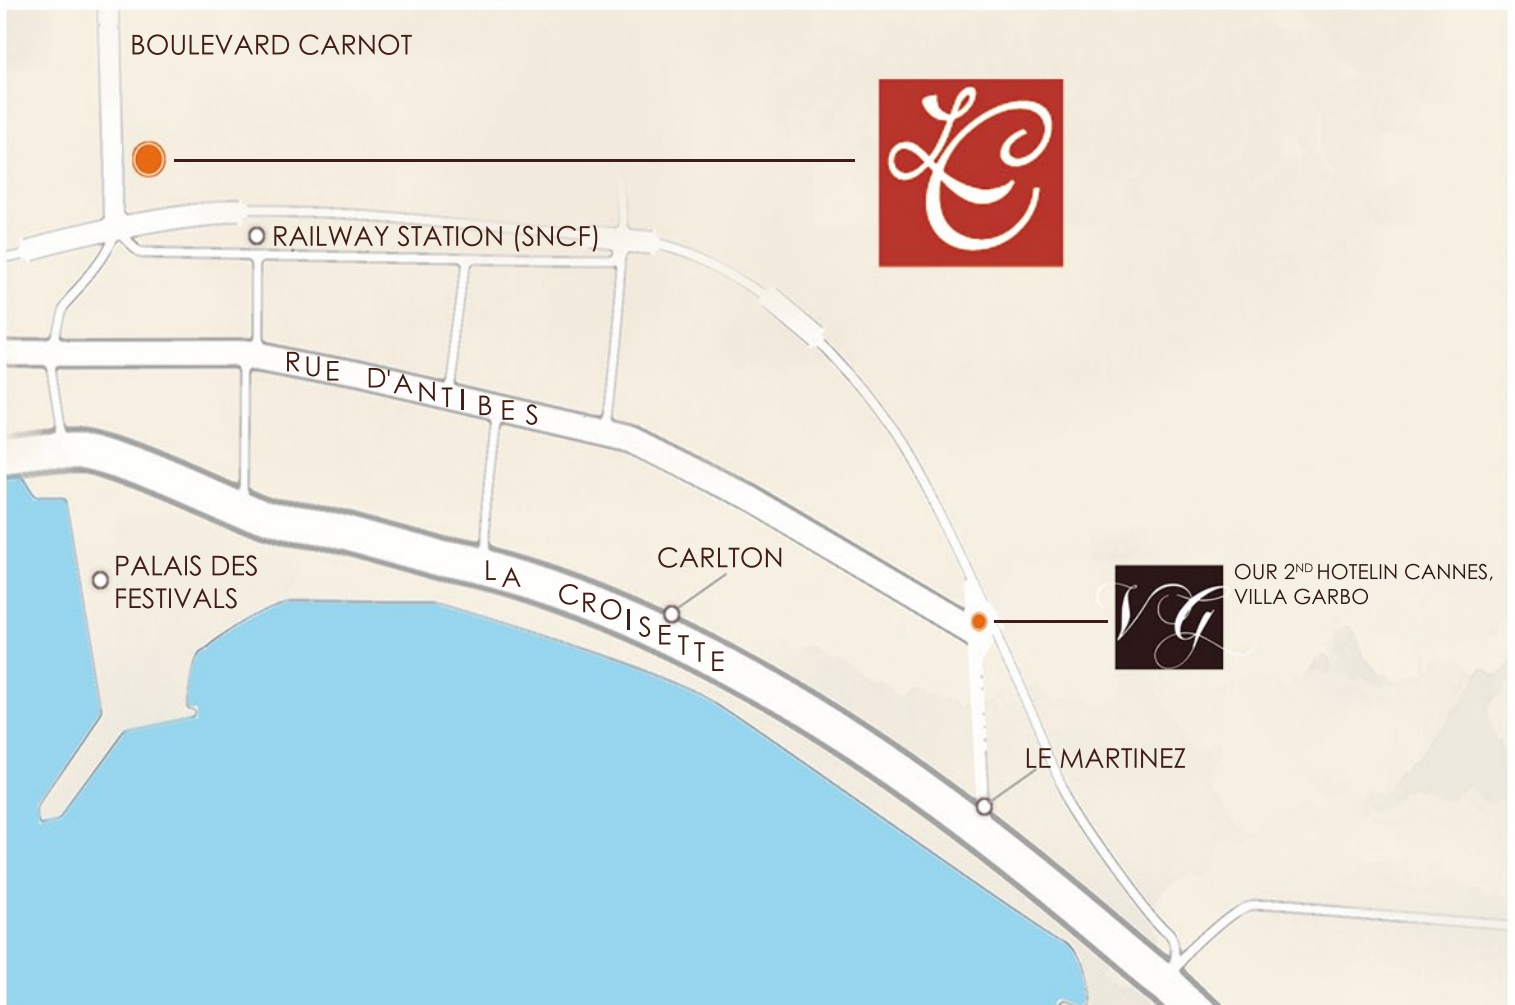 BOULEVARD CARNOT
LC
RAILWAY STATION (SNCF)
RUE D'ANTIBES
CARLTON
PALAIS DES
FESTIVALS
LA CROISETTE
VG
OUR 2ND HOTELIN CANNES,
VILLA GARBO
LE MARTINEZ